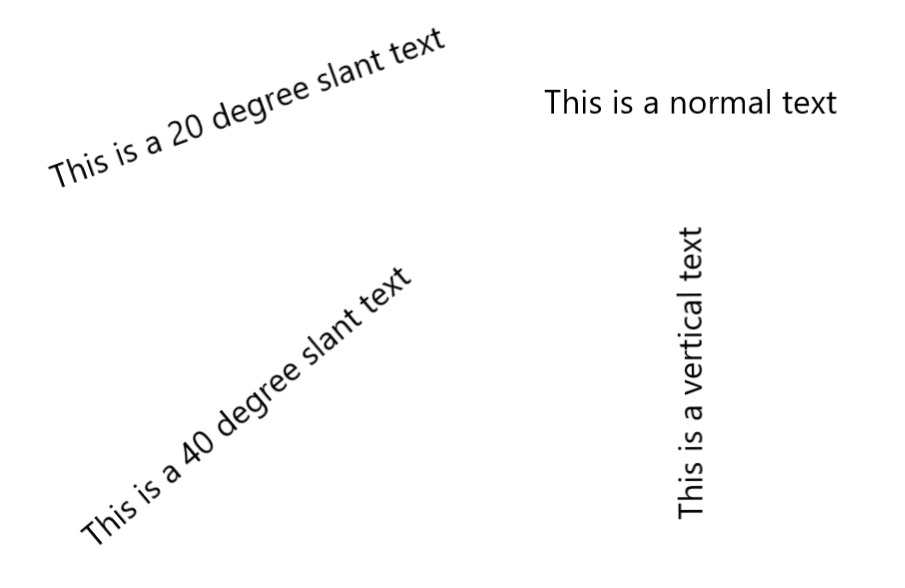 This is a 20 degree slant text
This is a normal text
This is a 40 degree slant text
This is a vertical text